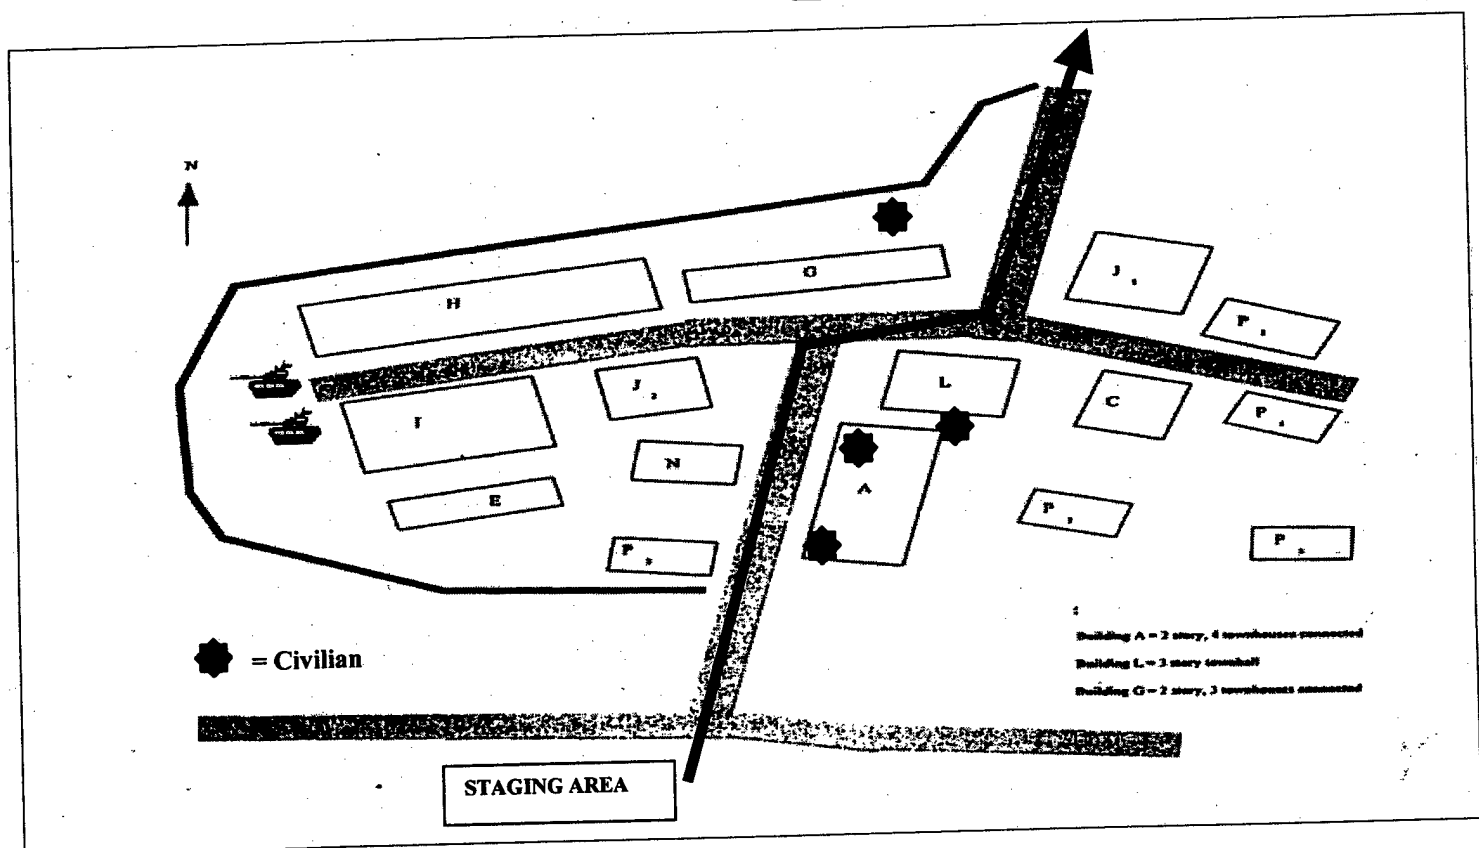 N
H
G
J
P
I
J
2
L
C
P
N
A
E
P
P
P
= Civilian
:
Building A = 2 story, 4 townhouses connected
Building L = 3 story townhall
Building G = 2 story, 3 townhouses connected
STAGING AREA